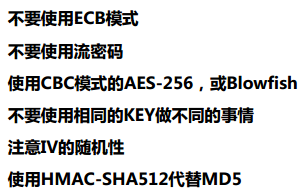 不要使用ECB模式
不要使用流密码
使用CBC模式的AES-256，或Blowfish
不要使用相同的KEY做不同的事情
注意IV的随机性
使用HMAC-SHA512代替MD5